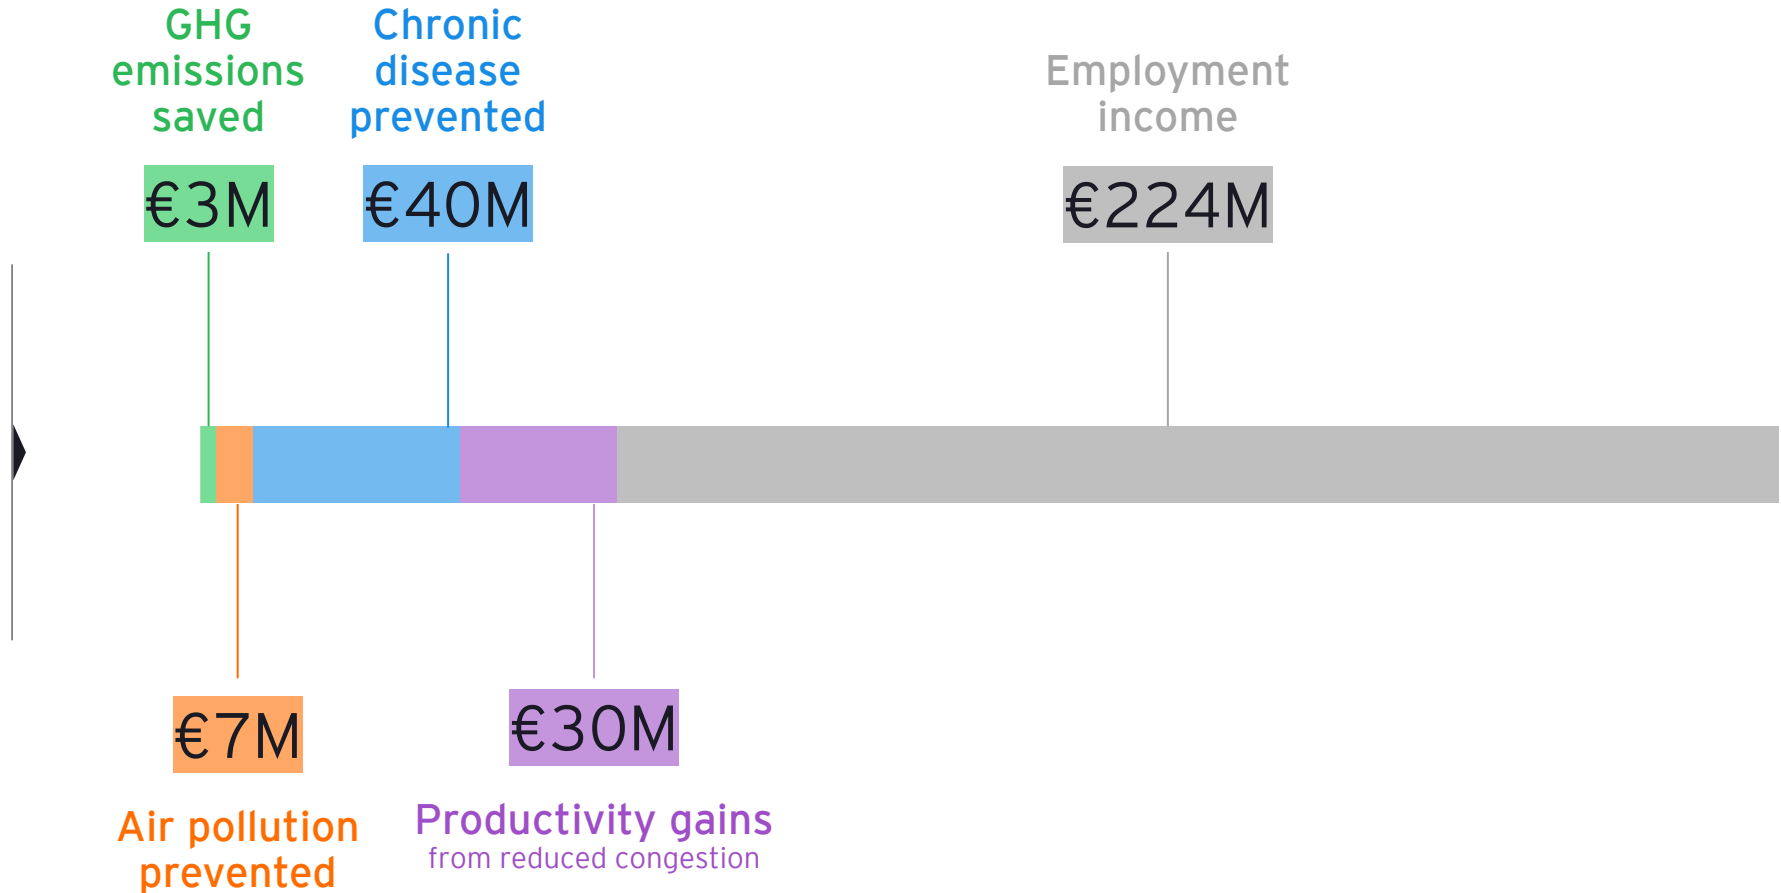 GHG
emissions
saved
€3M
Chronic
disease
prevented
€40M
Employment
income
€224M
€7M
Air pollution
prevented
€30M
Productivity gains
from reduced congestion